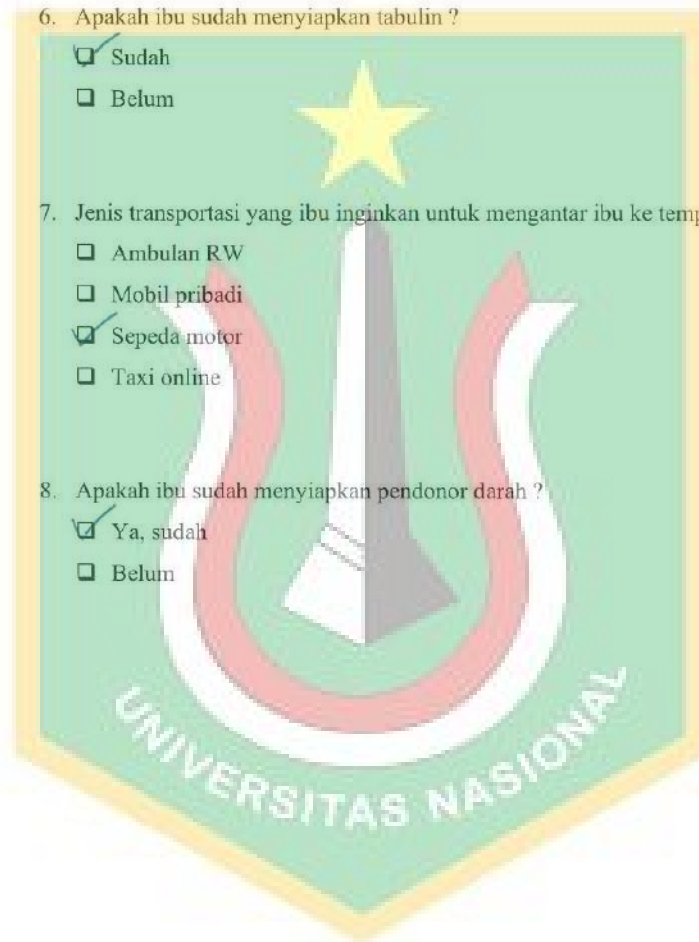 6. Apakah ibu sudah menyiapkan tabulin ?
☑ Sudah
❑ Belum
7. Jenis transportasi yang ibu inginkan untuk mengantar ibu ke
❑ Ambulan RW
❑ Mobil pribadi
☑ Sepeda motor
❑ Taxi online
8. Apakah ibu sudah menyiapkan pendonor darah ?
☑ Ya, sudah
❑ Belum
UNIVERSITAS NASIONAL